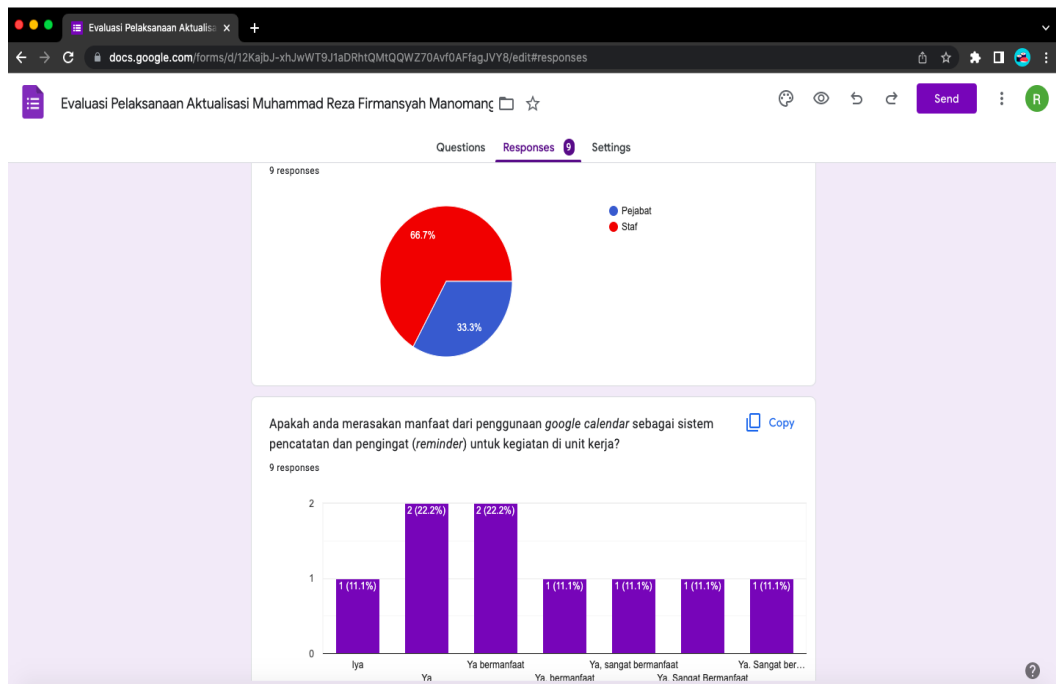 Evaluasi Pelaksanaan Aktualisa
docs.google.com/forms/d/12KajbJ-xhJwWT9J1aDRhtQMtQQWZ70Avf0AFfagJVY8/edit#responses
Evaluasi Pelaksanaan Aktualisasi Muhammad Reza Firmansyah Manomang
Send
R
Questions Responses 9 Settings
9 responses
Pejabat
Staf
66.7%
33.3%
Apakah anda merasakan manfaat dari penggunaan google calendar sebagai sistem
pencatatan dan pengingat (reminder) untuk kegiatan di unit kerja?
Copy
9 responses
2
1
0
1 (11.1%)
2 (22.2%)
2 (22.2%)
1 (11.1%)
1 (11.1%)
1 (11.1%)
1 (11.1%)
Iya
Ya
Ya bermanfaat
Ya, bermanfaat
Ya, sangat bermanfaat
Ya, Sangat Bermanfaat
Ya. Sangat ber...